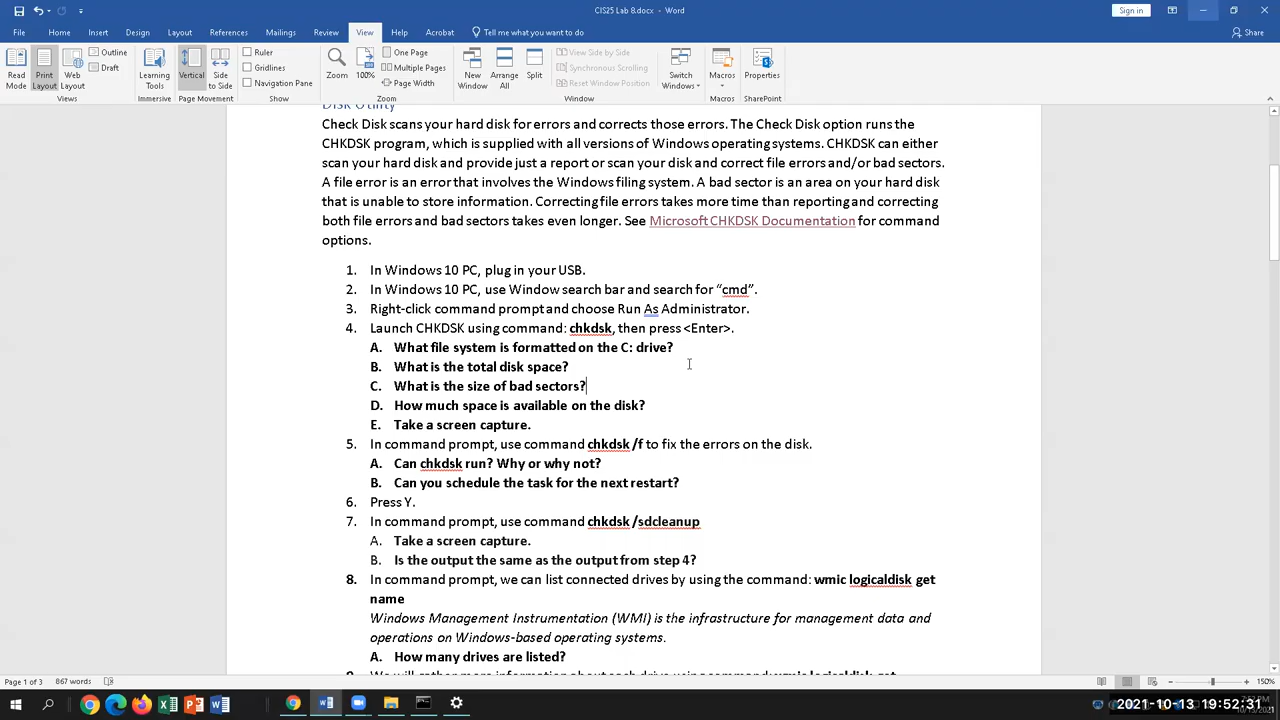 CIS25 Lab 8.docx - Word
Sign in
File Home Insert Design Layout References Mailings Review View Help Acrobat Tell me what you want to do Share
Read Mode
Print Layout
Web Layout
Outline
Draft
Views
Learning Tools
Immersive
Vertical
Side to Side
Page Movement
Ruler
Gridlines
Navigation Pane
Show
Zoom
100%
One Page
Multiple Pages
Page Width
Zoom
New Window
Arrange All
Split
View Side by Side
Synchronous Scrolling
Reset Window Position
Window
Switch Windows
Macros
Macros
Properties
SharePoint
Disk Utility
Check Disk scans your hard disk for errors and corrects those errors. The Check Disk option runs the
CHKDSK program, which is supplied with all versions of Windows operating systems. CHKDSK can either
scan your hard disk and provide just a report or scan your disk and correct file errors and/or bad sectors.
A file error is an error that involves the Windows filing system. A bad sector is an area on your hard disk
that is unable to store information. Correcting file errors takes more time than reporting and correcting
both file errors and bad sectors takes even longer. See Microsoft CHKDSK Documentation for command
options.
1. In Windows 10 PC, plug in your USB.
2. In Windows 10 PC, use Window search bar and search for “cmd”.
3. Right-click command prompt and choose Run As Administrator.
4. Launch CHKDSK using command: chkdsk, then press <Enter>.
A. What file system is formatted on the C: drive?
B. What is the total disk space?
C. What is the size of bad sectors?
D. How much space is available on the disk?
E. Take a screen capture.
5. In command prompt, use command chkdsk /f to fix the errors on the disk.
A. Can chkdsk run? Why or why not?
B. Can you schedule the task for the next restart?
6. Press Y.
7. In command prompt, use command chkdsk /sdcleanup
A. Take a screen capture.
B. Is the output the same as the output from step 4?
8. In command prompt, we can list connected drives by using the command: wmic logicaldisk get
name
Windows Management Instrumentation (WMI) is the infrastructure for management data and
operations on Windows-based operating systems.
A. How many drives are listed?
9. We will gather more information about each drive using command: wmic logicaldisk get
Page 1 of 3 867 words
150%
2021-10-13 19:52:31